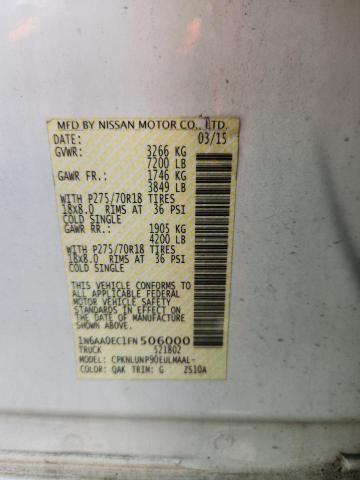 MFD BY NISSAN MOTOR CO., LTD.
DATE: 03/15
GVWR: 3266 KG
7200 LB
GAWR FR.: 1746 KG
3849 LB
WITH P275/70R18 TIRES
18x8.0 RIMS AT 36 PSI
COLD SINGLE
GAWR RR.: 1905 KG
4200 LB
WITH P275/70R18 TIRES
18x8.0 RIMS AT 36 PSI
COLD SINGLE
THIS VEHICLE CONFORMS TO
ALL APPLICABLE FEDERAL
MOTOR VEHICLE SAFETY
STANDARDS IN EFFECT ON
THE DATE OF MANUFACTURE
SHOWN ABOVE.
1N6AA0EC1FN506000
TRUCK 521802
MODEL: CPKNLUNP90EULMAAL-
COLOR: QAK TRIM: G ZS10A